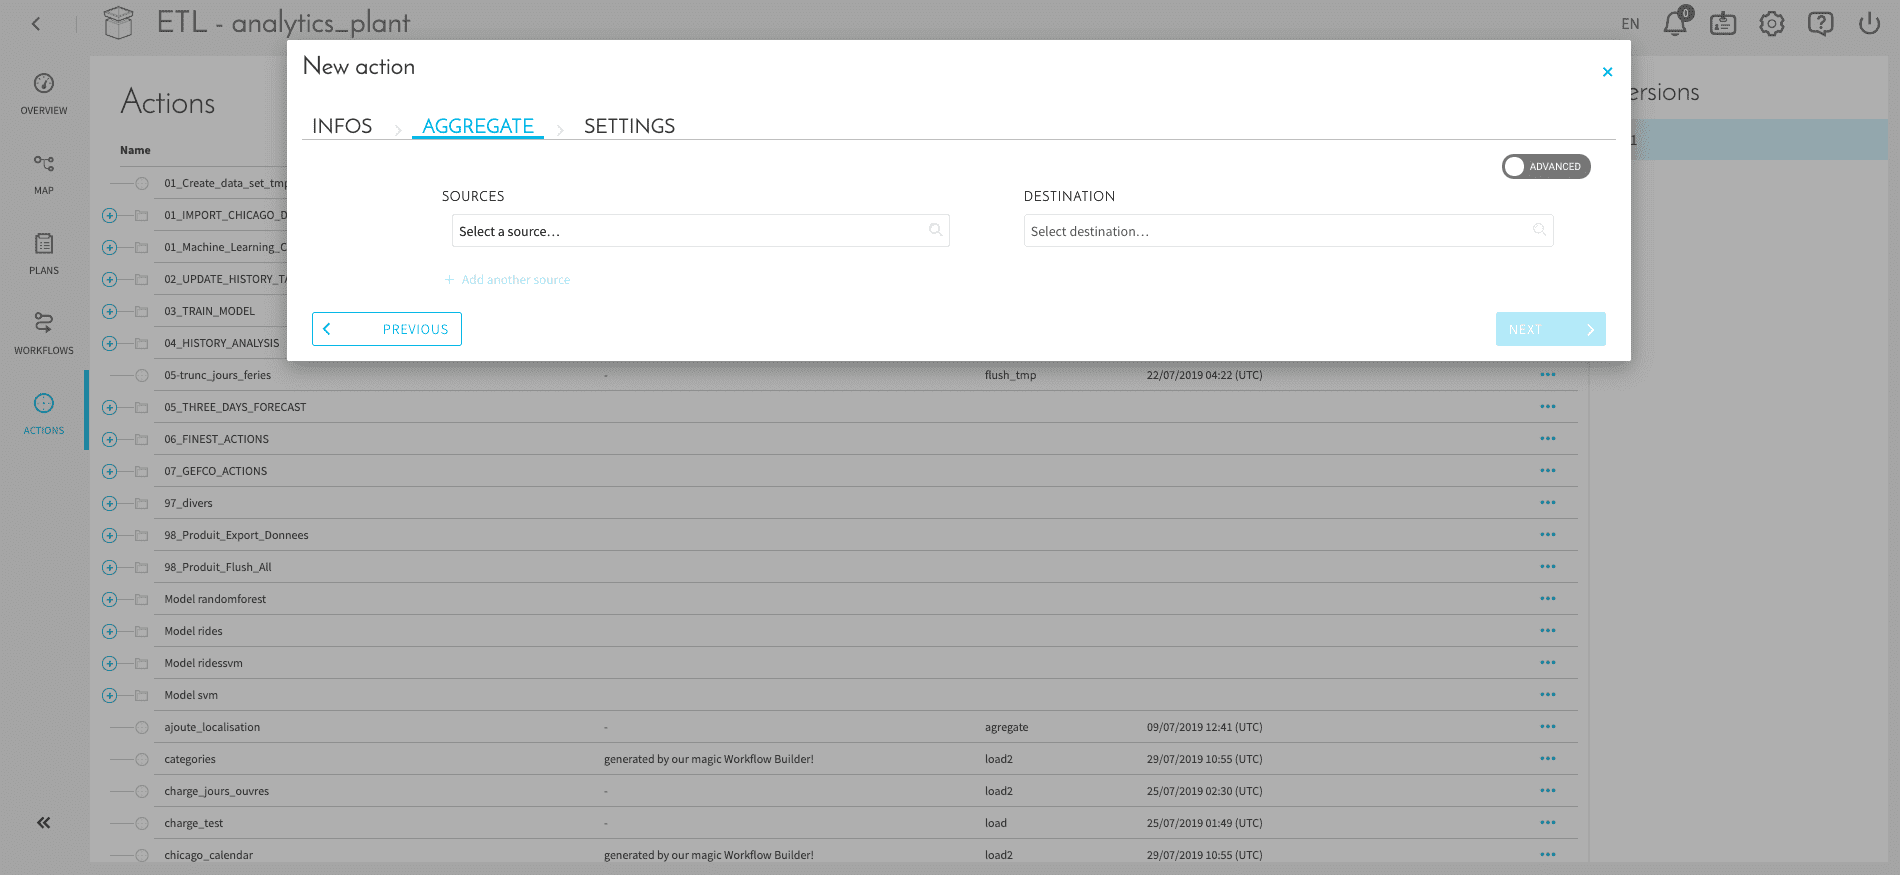 ETL - analytics_plant
EN
0
New action
×
INFOS
AGGREGATE
SETTINGS
ADVANCED
SOURCES
DESTINATION
Select a source...
Select destination...
+ Add another source
PREVIOUS
NEXT
OVERVIEW
MAP
PLANS
WORKFLOWS
ACTIONS
Actions
ersions
Name
1
01_Create_data_set_tmp
01_IMPORT_CHICAGO_D
01_Machine_Learning_C
02_UPDATE_HISTORY_TA
03_TRAIN_MODEL
04_HISTORY_ANALYSIS
05-trunc_jours_feries - flush_tmp 22/07/2019 04:22 (UTC)
05_THREE_DAYS_FORECAST
06_FINEST_ACTIONS
07_GEFCO_ACTIONS
97_divers
98_Produit_Export_Donnees
98_Produit_Flush_All
Model randomforest
Model rides
Model ridessvm
Model svm
ajoute_localisation - agregate 09/07/2019 12:41 (UTC)
categories generated by our magic Workflow Builder! load2 29/07/2019 10:55 (UTC)
charge_jours_ouvres - load2 25/07/2019 02:30 (UTC)
charge_test - load 25/07/2019 01:49 (UTC)
chicago_calendar generated by our magic Workflow Builder! load2 29/07/2019 10:55 (UTC)